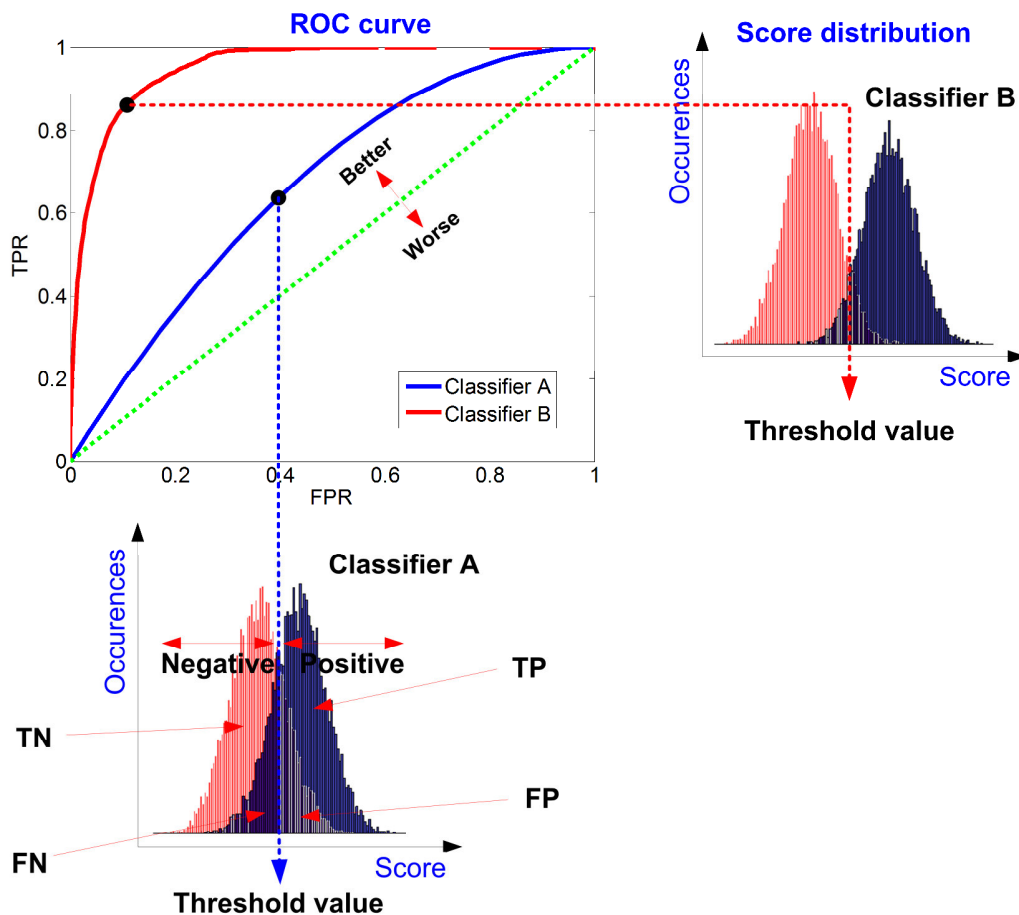 ROC curve
1
0.8
0.6
0.4
0.2
0
TPR
Better
Worse
Classifier A
Classifier B
0
0.2
0.4
0.6
0.8
1
FPR
Score distribution
Classifier B
Occurences
Score
Threshold value
Classifier A
Occurences
Negative
Positive
TP
TN
FP
FN
Score
Threshold value